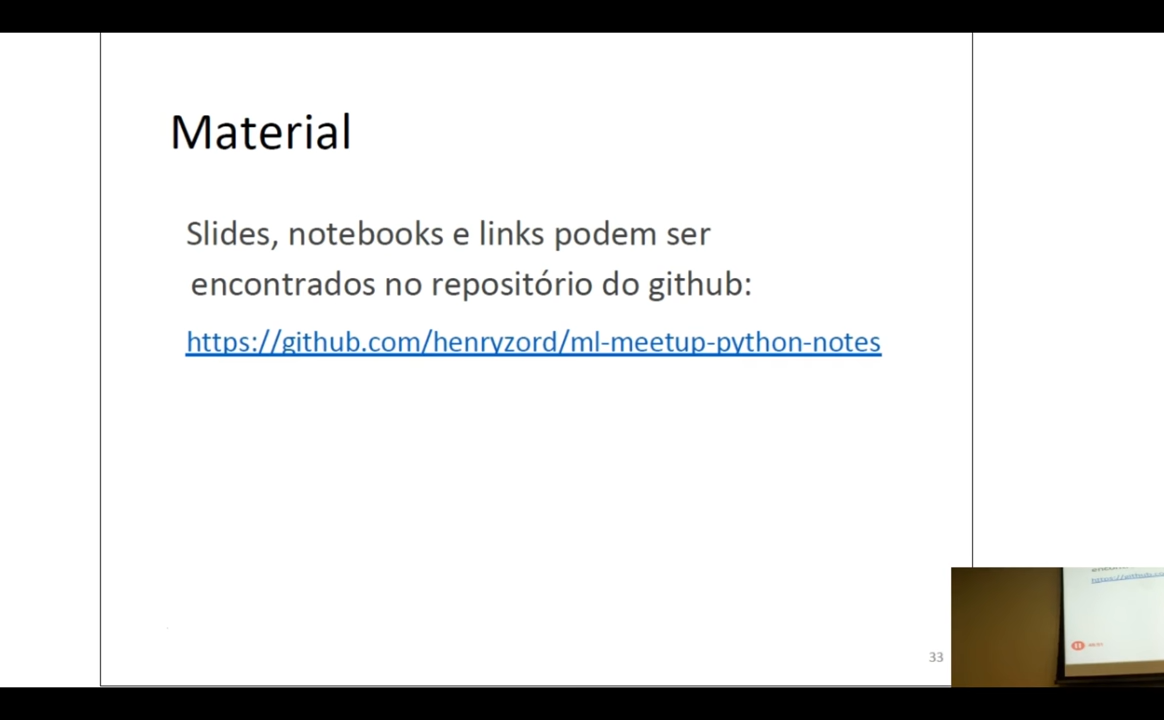 Material
Slides, notebooks e links podem ser
encontrados no repositório do github:
https://github.com/henryzord/ml-meetup-python-notes
33